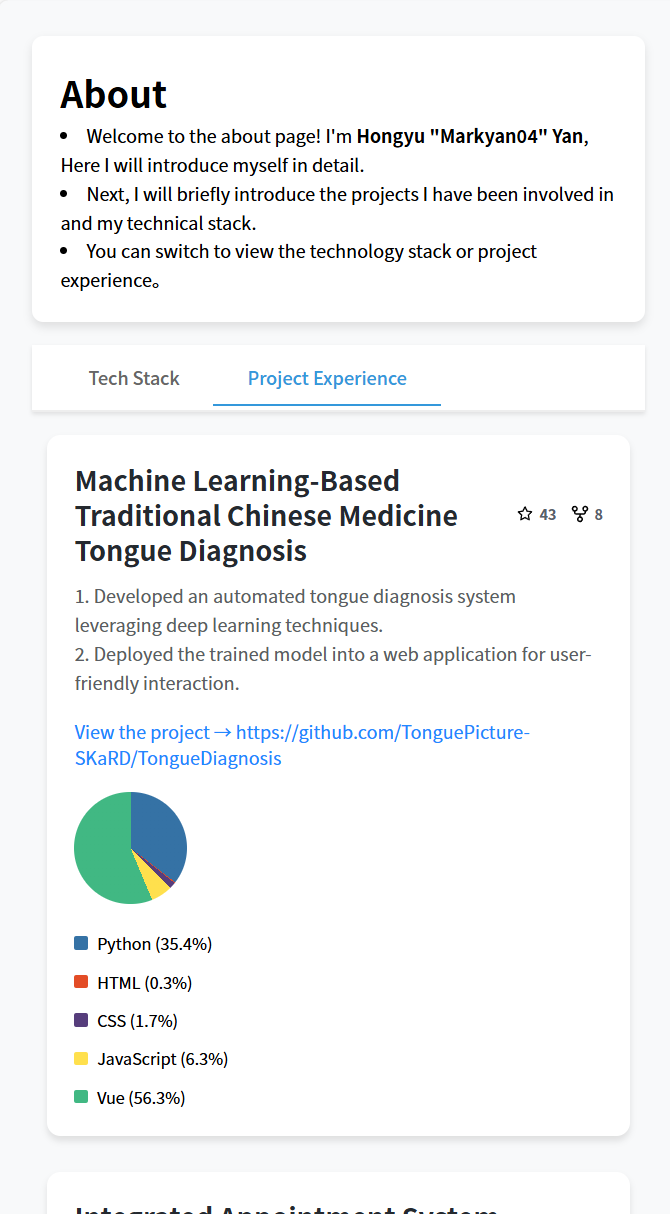 About
• Welcome to the about page! I'm Hongyu "Markyan04" Yan,
Here I will introduce myself in detail.
• Next, I will briefly introduce the projects I have been involved in
and my technical stack.
• You can switch to view the technology stack or project
experience。
Tech Stack Project Experience
Machine Learning-Based
Traditional Chinese Medicine
Tongue Diagnosis
43 8
1. Developed an automated tongue diagnosis system
leveraging deep learning techniques.
2. Deployed the trained model into a web application for user-
friendly interaction.
View the project → https://github.com/TonguePicture-
SKaRD/TongueDiagnosis
Python (35.4%)
HTML (0.3%)
CSS (1.7%)
JavaScript (6.3%)
Vue (56.3%)
Integrated Appointment System